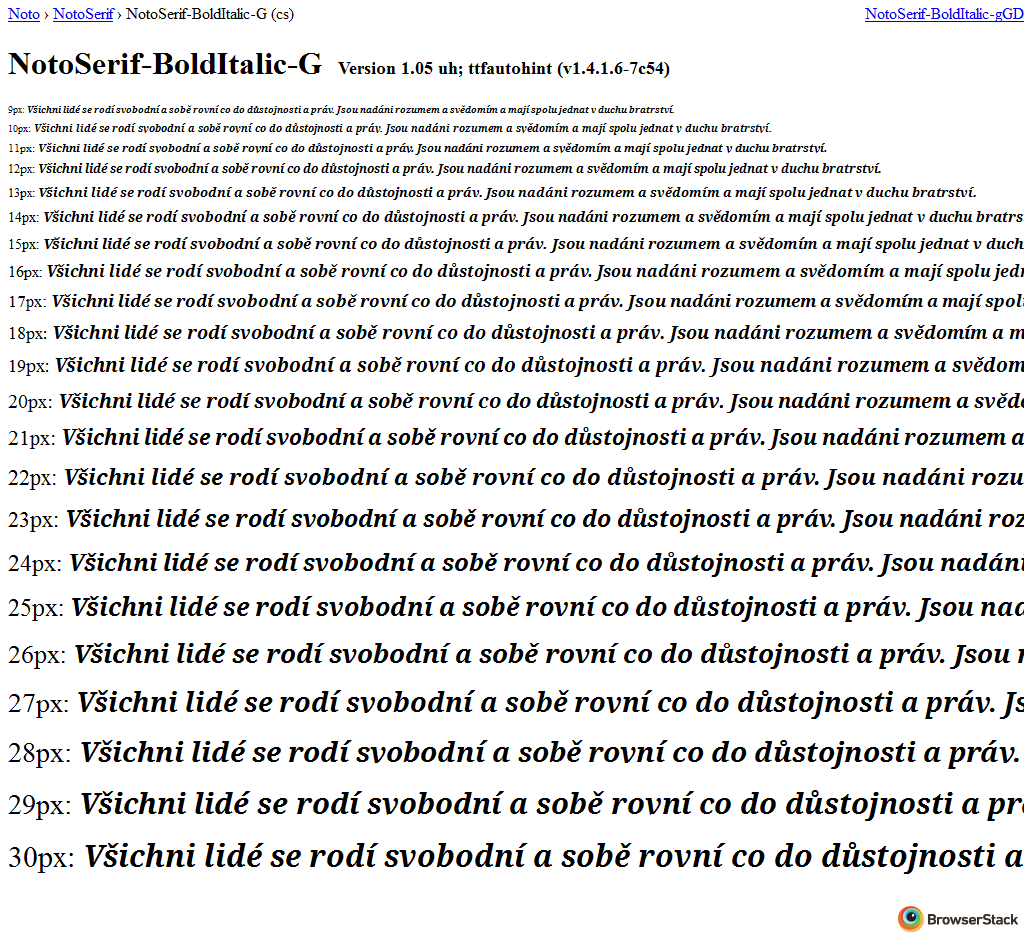 Noto › NotoSerif › NotoSerif-BoldItalic-G (cs) NotoSerif-BoldItalic-gGD
NotoSerif-BoldItalic-G Version 1.05 uh; ttfautohint (v1.4.1.6-7c54)
9px: Všichni lidé se rodí svobodní a sobě rovní co do důstojnosti a práv. Jsou nadáni rozumem a svědomím a mají spolu jednat v duchu bratrství.
10px: Všichni lidé se rodí svobodní a sobě rovní co do důstojnosti a práv. Jsou nadáni rozumem a svědomím a mají spolu jednat v duchu bratrství.
11px: Všichni lidé se rodí svobodní a sobě rovní co do důstojnosti a práv. Jsou nadáni rozumem a svědomím a mají spolu jednat v duchu bratrství.
12px: Všichni lidé se rodí svobodní a sobě rovní co do důstojnosti a práv. Jsou nadáni rozumem a svědomím a mají spolu jednat v duchu bratrství.
13px: Všichni lidé se rodí svobodní a sobě rovní co do důstojnosti a práv. Jsou nadáni rozumem a svědomím a mají spolu jednat v duchu bratrství.
14px: Všichni lidé se rodí svobodní a sobě rovní co do důstojnosti a práv. Jsou nadáni rozumem a svědomím a mají spolu jednat v duchu bratrs
15px: Všichni lidé se rodí svobodní a sobě rovní co do důstojnosti a práv. Jsou nadáni rozumem a svědomím a mají spolu jednat v duch
16px: Všichni lidé se rodí svobodní a sobě rovní co do důstojnosti a práv. Jsou nadáni rozumem a svědomím a mají spolu jedn
17px: Všichni lidé se rodí svobodní a sobě rovní co do důstojnosti a práv. Jsou nadáni rozumem a svědomím a mají spol
18px: Všichni lidé se rodí svobodní a sobě rovní co do důstojnosti a práv. Jsou nadáni rozumem a svědomím a m
19px: Všichni lidé se rodí svobodní a sobě rovní co do důstojnosti a práv. Jsou nadáni rozumem a svědom
20px: Všichni lidé se rodí svobodní a sobě rovní co do důstojnosti a práv. Jsou nadáni rozumem a svědo
21px: Všichni lidé se rodí svobodní a sobě rovní co do důstojnosti a práv. Jsou nadáni rozumem a
22px: Všichni lidé se rodí svobodní a sobě rovní co do důstojnosti a práv. Jsou nadáni rozu
23px: Všichni lidé se rodí svobodní a sobě rovní co do důstojnosti a práv. Jsou nadáni roz
24px: Všichni lidé se rodí svobodní a sobě rovní co do důstojnosti a práv. Jsou nadáni
25px: Všichni lidé se rodí svobodní a sobě rovní co do důstojnosti a práv. Jsou nad
26px: Všichni lidé se rodí svobodní a sobě rovní co do důstojnosti a práv. Jsou
27px: Všichni lidé se rodí svobodní a sobě rovní co do důstojnosti a práv. Js
28px: Všichni lidé se rodí svobodní a sobě rovní co do důstojnosti a práv.
29px: Všichni lidé se rodí svobodní a sobě rovní co do důstojnosti a prá
30px: Všichni lidé se rodí svobodní a sobě rovní co do důstojnosti a
BrowserStack